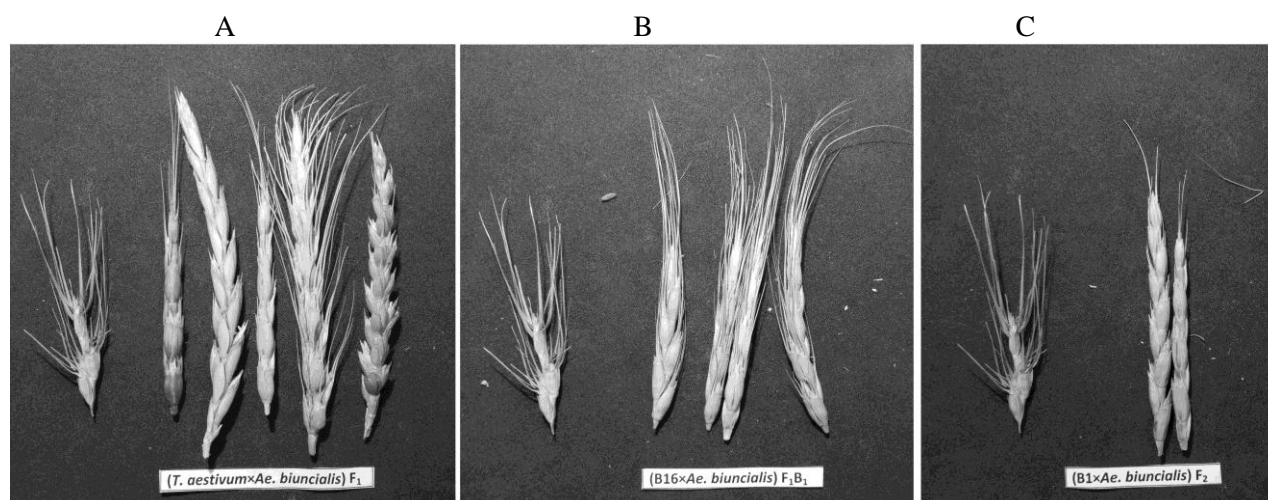 A B C
(T. aestivum×Ae. biuncialis) F₁ (B16×Ae. biuncialis) F₁B₁ (B1×Ae. biuncialis) F₂